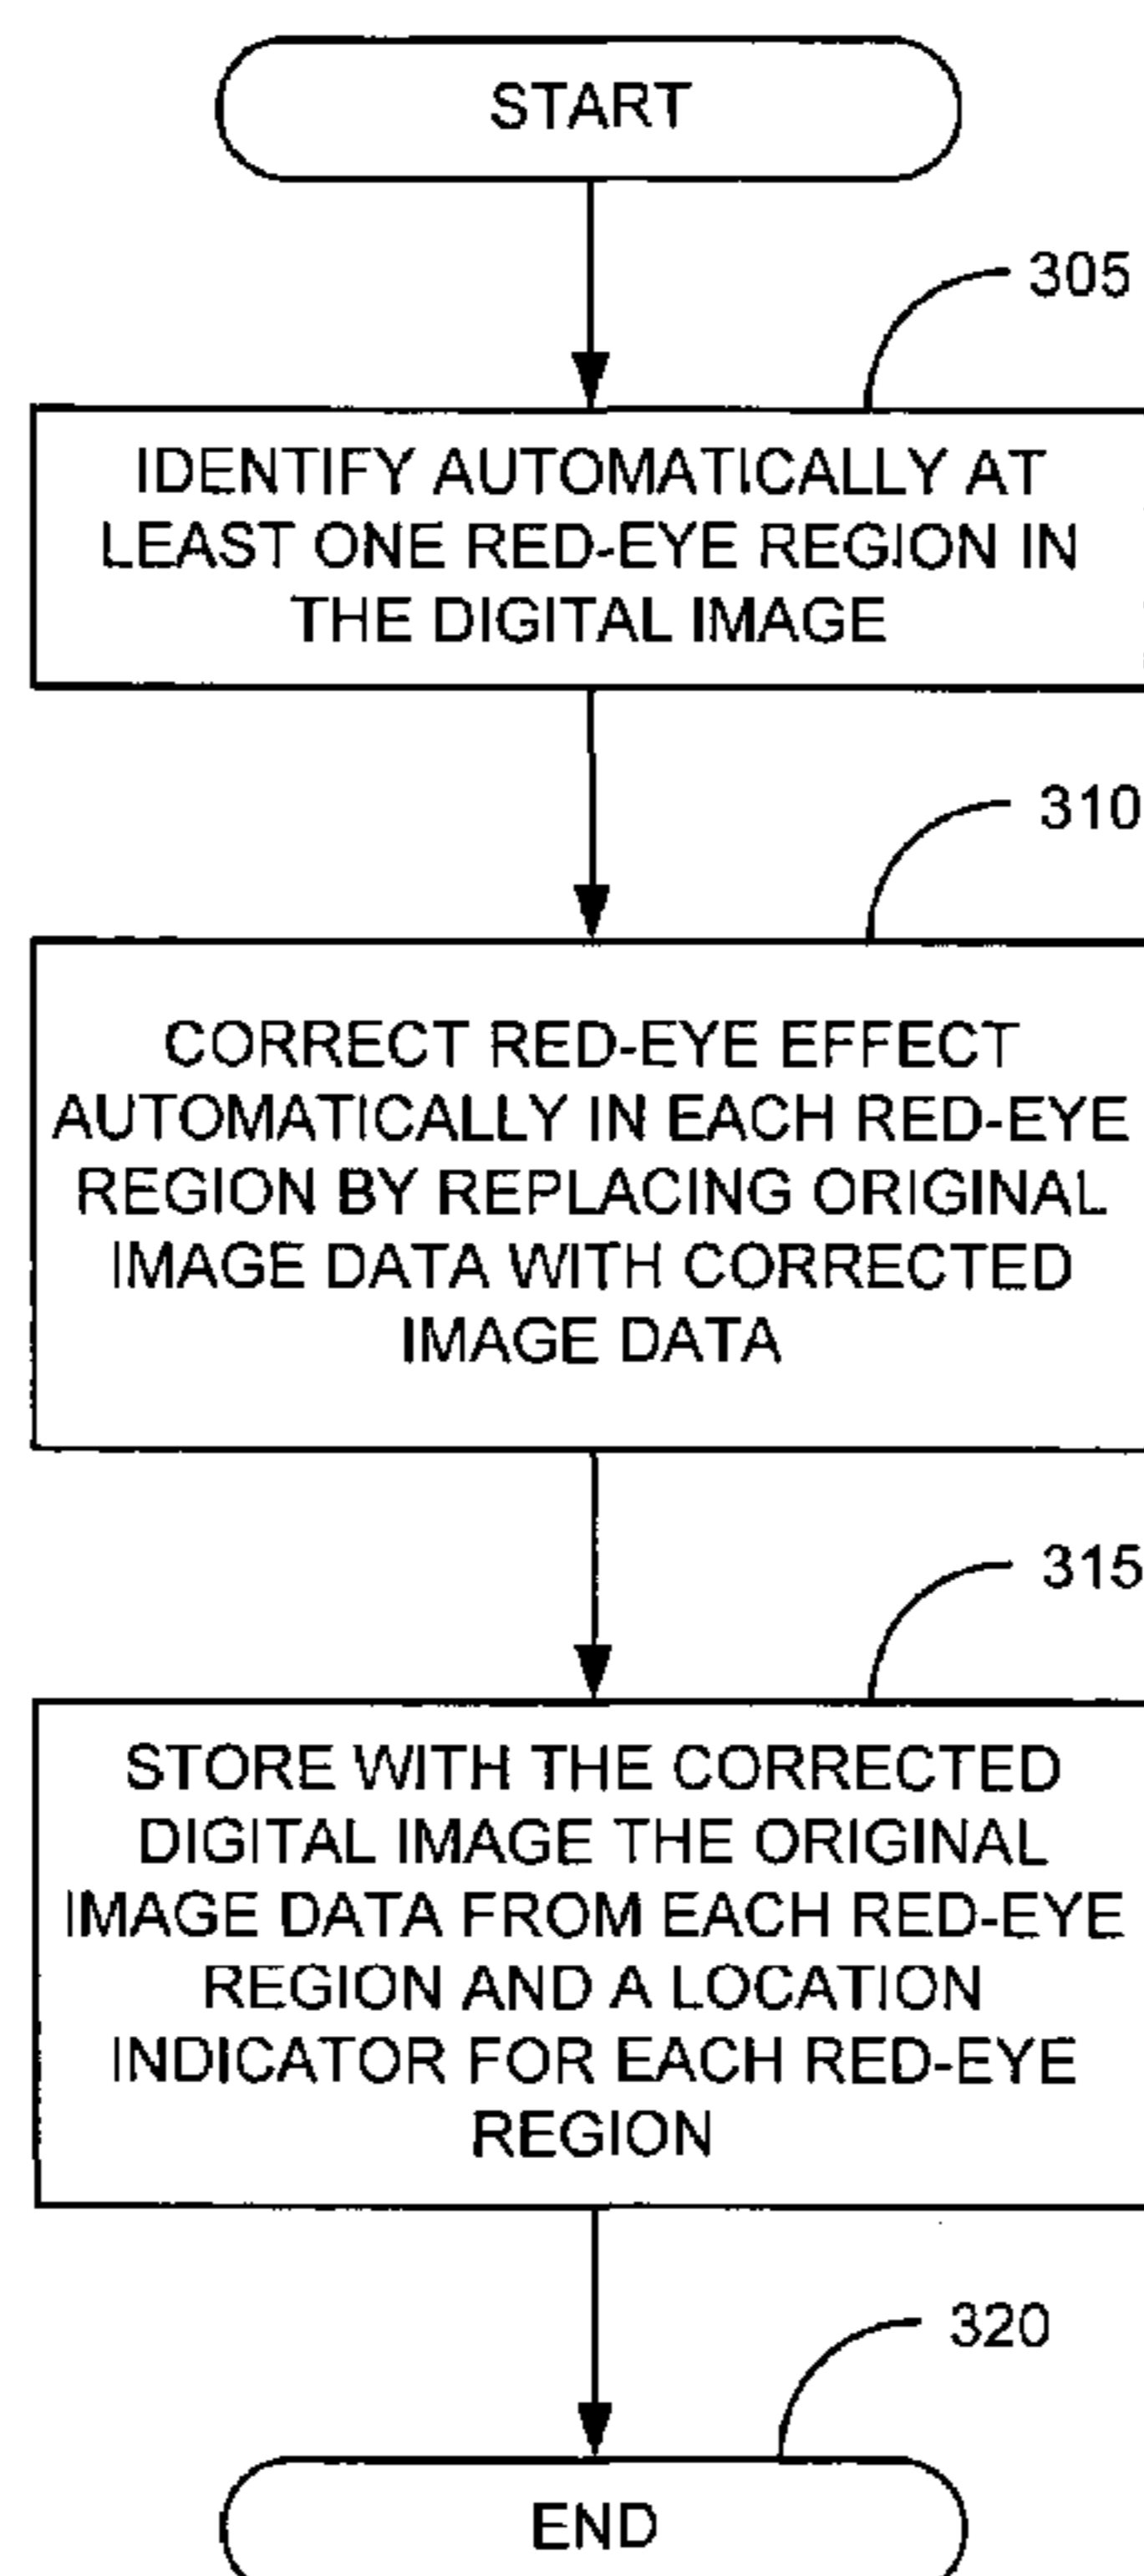 START
305
IDENTIFY AUTOMATICALLY AT
LEAST ONE RED-EYE REGION IN
THE DIGITAL IMAGE
310
CORRECT RED-EYE EFFECT
AUTOMATICALLY IN EACH RED-EYE
REGION BY REPLACING ORIGINAL
IMAGE DATA WITH CORRECTED
IMAGE DATA
315
STORE WITH THE CORRECTED
DIGITAL IMAGE THE ORIGINAL
IMAGE DATA FROM EACH RED-EYE
REGION AND A LOCATION
INDICATOR FOR EACH RED-EYE
REGION
320
END